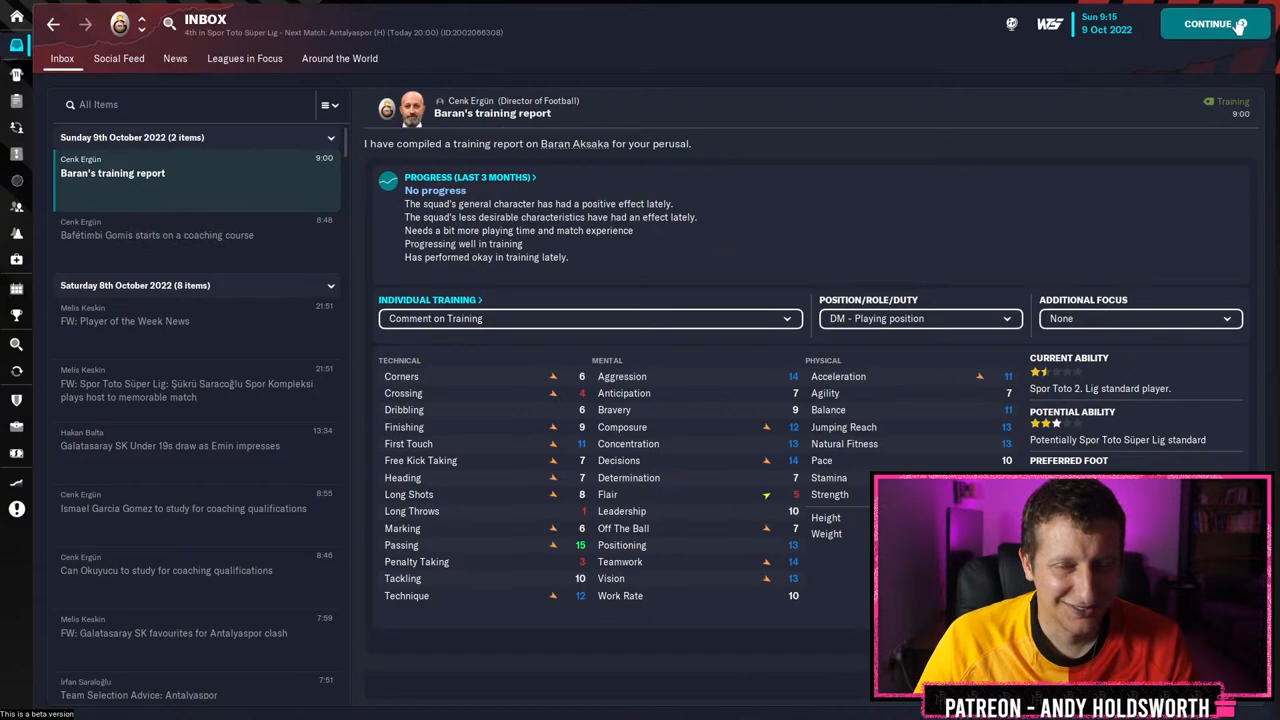 INBOX
4th in Spor Toto Süper Lig - Next Match: Antalyaspor (H) (Today 20:00) (ID:2002066308)
Sun 9:15
9 Oct 2022
CONTINUE
Inbox
Social Feed
News
Leagues in Focus
Around the World
All Items
Sunday 9th October 2022 (2 items)
Cenk Ergün
9:00
Baran's training report
Cenk Ergün
8:48
Bafétimbi Gomis starts on a coaching course
Saturday 8th October 2022 (8 items)
Melis Keskin
21:51
FW: Player of the Week News
Melis Keskin
21:51
FW: Spor Toto Süper Lig: Şükrü Saracoğlu Spor Kompleksi
plays host to memorable match
Hakan Balta
13:34
Galatasaray SK Under 19s draw as Emin impresses
Cenk Ergün
8:55
Ismael García Gómez to study for coaching qualifications
Cenk Ergün
8:46
Can Okuyucu to study for coaching qualifications
Melis Keskin
7:59
FW: Galatasaray SK favourites for Antalyaspor clash
İrfan Saraloğlu
7:51
Team Selection Advice: Antalyaspor
Cenk Ergün (Director of Football)
Baran's training report
Training
9:00
I have compiled a training report on Baran Aksaka for your perusal.
PROGRESS (LAST 3 MONTHS) >
No progress
The squad's general character has had a positive effect lately.
The squad's less desirable characteristics have had an effect lately.
Needs a bit more playing time and match experience
Progressing well in training
Has performed okay in training lately.
INDIVIDUAL TRAINING >
POSITION/ROLE/DUTY
ADDITIONAL FOCUS
Comment on Training
DM - Playing position
None
TECHNICAL
MENTAL
PHYSICAL
Corners 6 Aggression 14 Acceleration 11
Crossing 4 Anticipation 7 Agility 7
Dribbling 6 Bravery 9 Balance 11
Finishing 9 Composure 12 Jumping Reach 13
First Touch 11 Concentration 13 Natural Fitness 13
Free Kick Taking 7 Decisions 14 Pace 10
Heading 7 Determination 7 Stamina
Long Shots 8 Flair 5 Strength
Long Throws 1 Leadership 10
Height
Marking 6 Off The Ball 7
Weight
Passing 15 Positioning 13
Penalty Taking 3 Teamwork 14
Tackling 10 Vision 13
Technique 12 Work Rate 10
CURRENT ABILITY
Spor Toto 2. Lig standard player.
POTENTIAL ABILITY
Potentially Spor Toto Süper Lig standard
PREFERRED FOOT
PATREON - ANDY HOLDSWORTH
This is a beta version